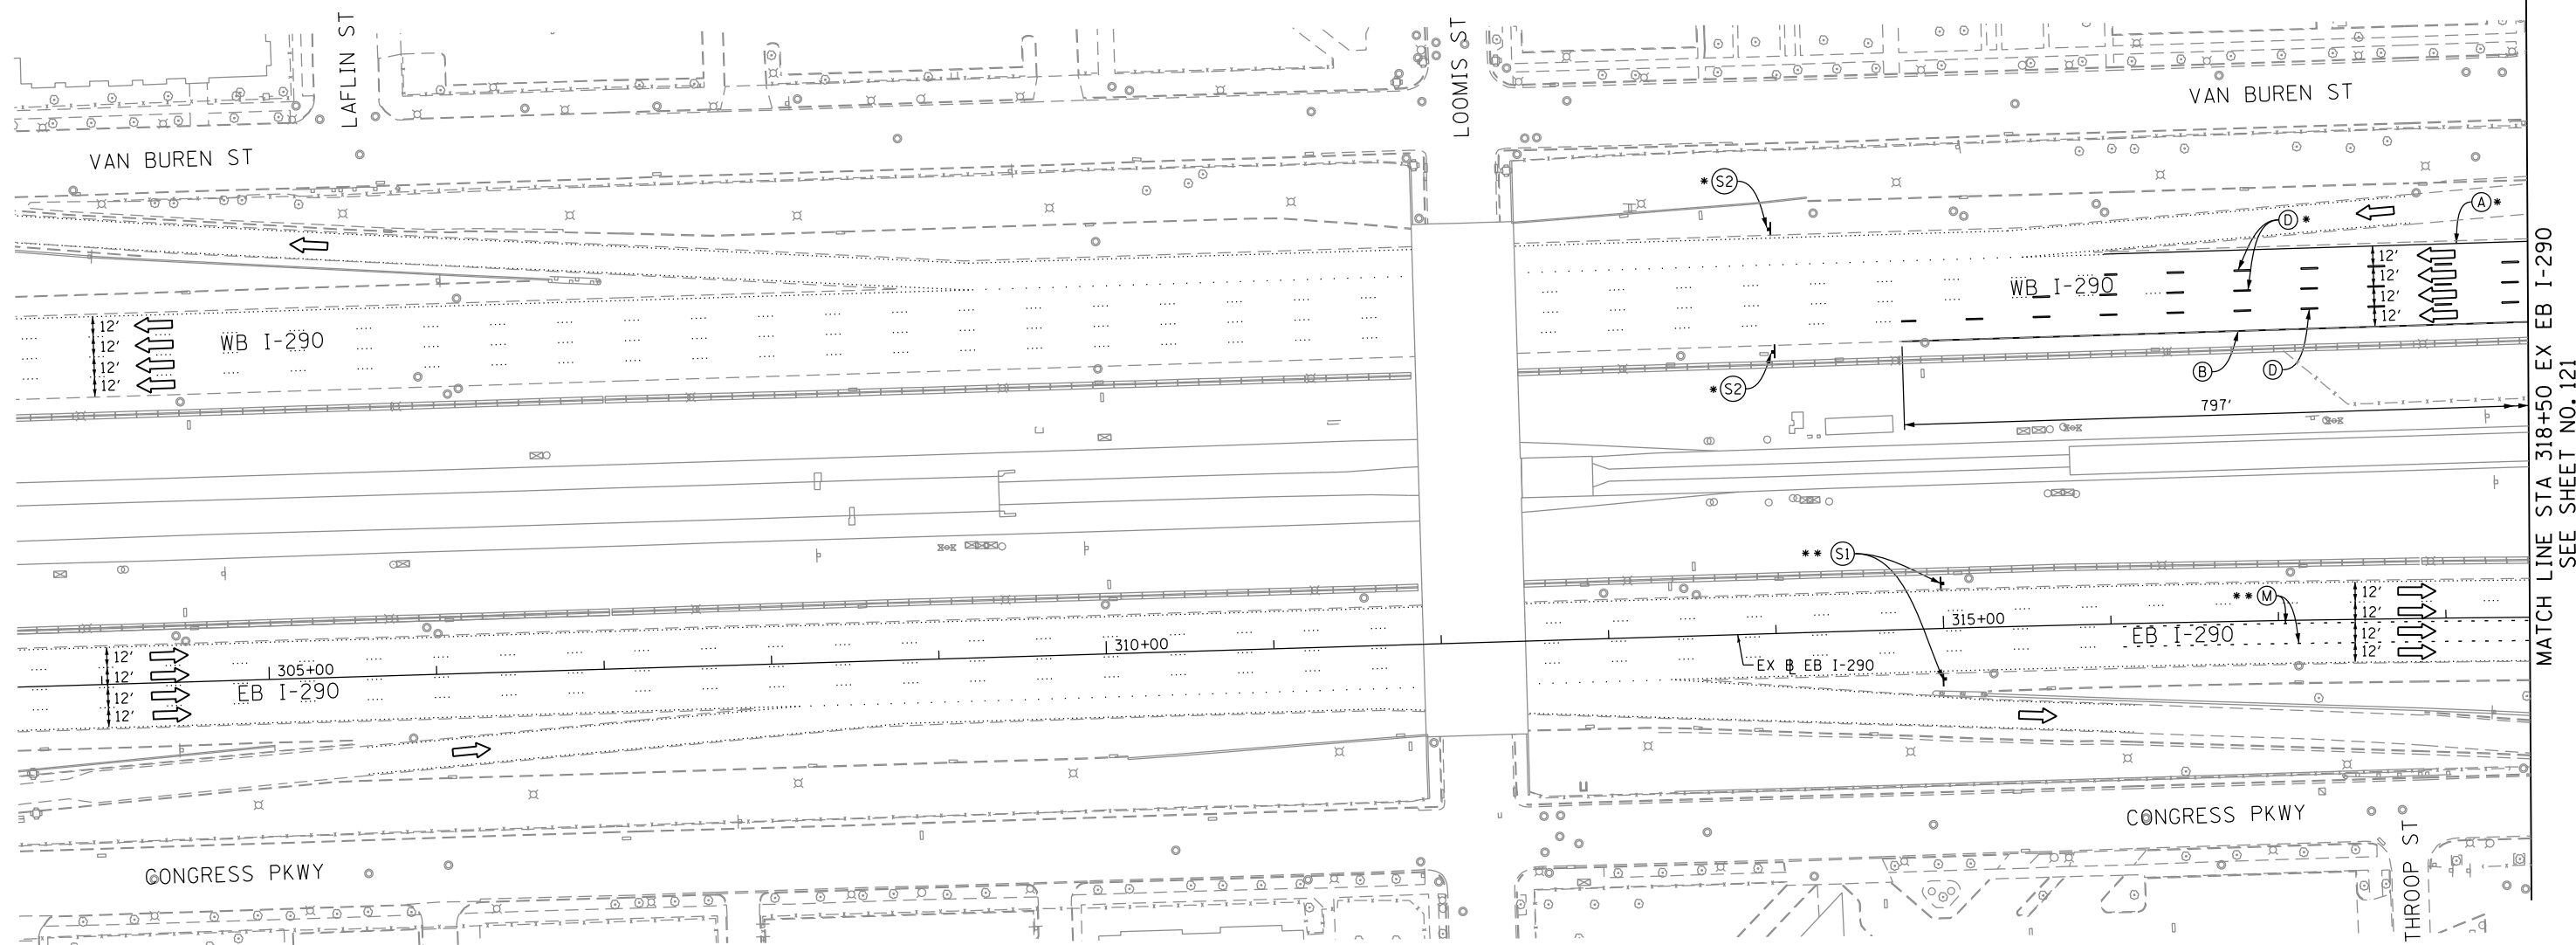 LAFLIN ST
LOOMIS ST
VAN BUREN ST
VAN BUREN ST
* S2
D *
A *
WB I-290
12'
12'
12'
12'
WB I-290
12'
12'
12'
12'
* S2
B
D
797'
MATCH LINE STA 318+50 EX EB I-290
SEE SHEET NO. 121
** S1
** M
12'
12'
12'
12'
315+00
EB I-290
310+00
EX B EB I-290
305+00
12'
12'
12'
12'
EB I-290
CONGRESS PKWY
CONGRESS PKWY
THROOP ST